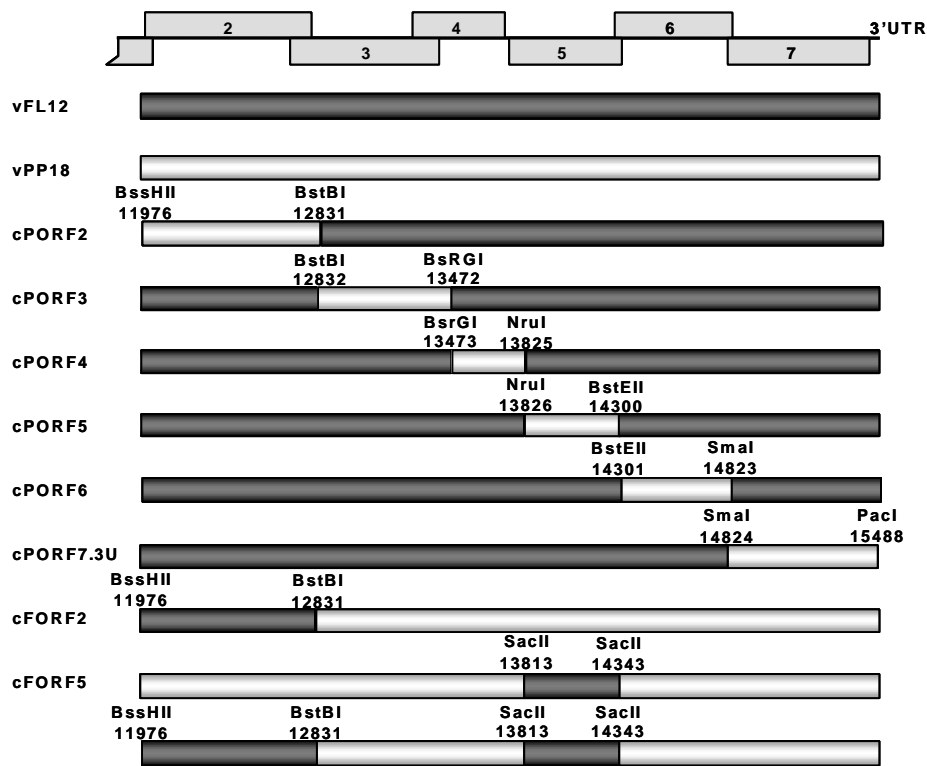 2 4 6 3'UTR
3 5 7
vFL12
vPP18
BssHII BstBI
11976 12831
cPORF2
BstBI BsRGI
12832 13472
cPORF3
BsrGI NruI
13473 13825
cPORF4
NruI BstEII
13826 14300
cPORF5
BstEII SmaI
14301 14823
cPORF6
SmaI PacI
14824 15488
cPORF7.3U
BssHII BstBI
11976 12831
cFORF2
SacII SacII
13813 14343
cFORF5
BssHII BstBI SacII SacII
11976 12831 13813 14343